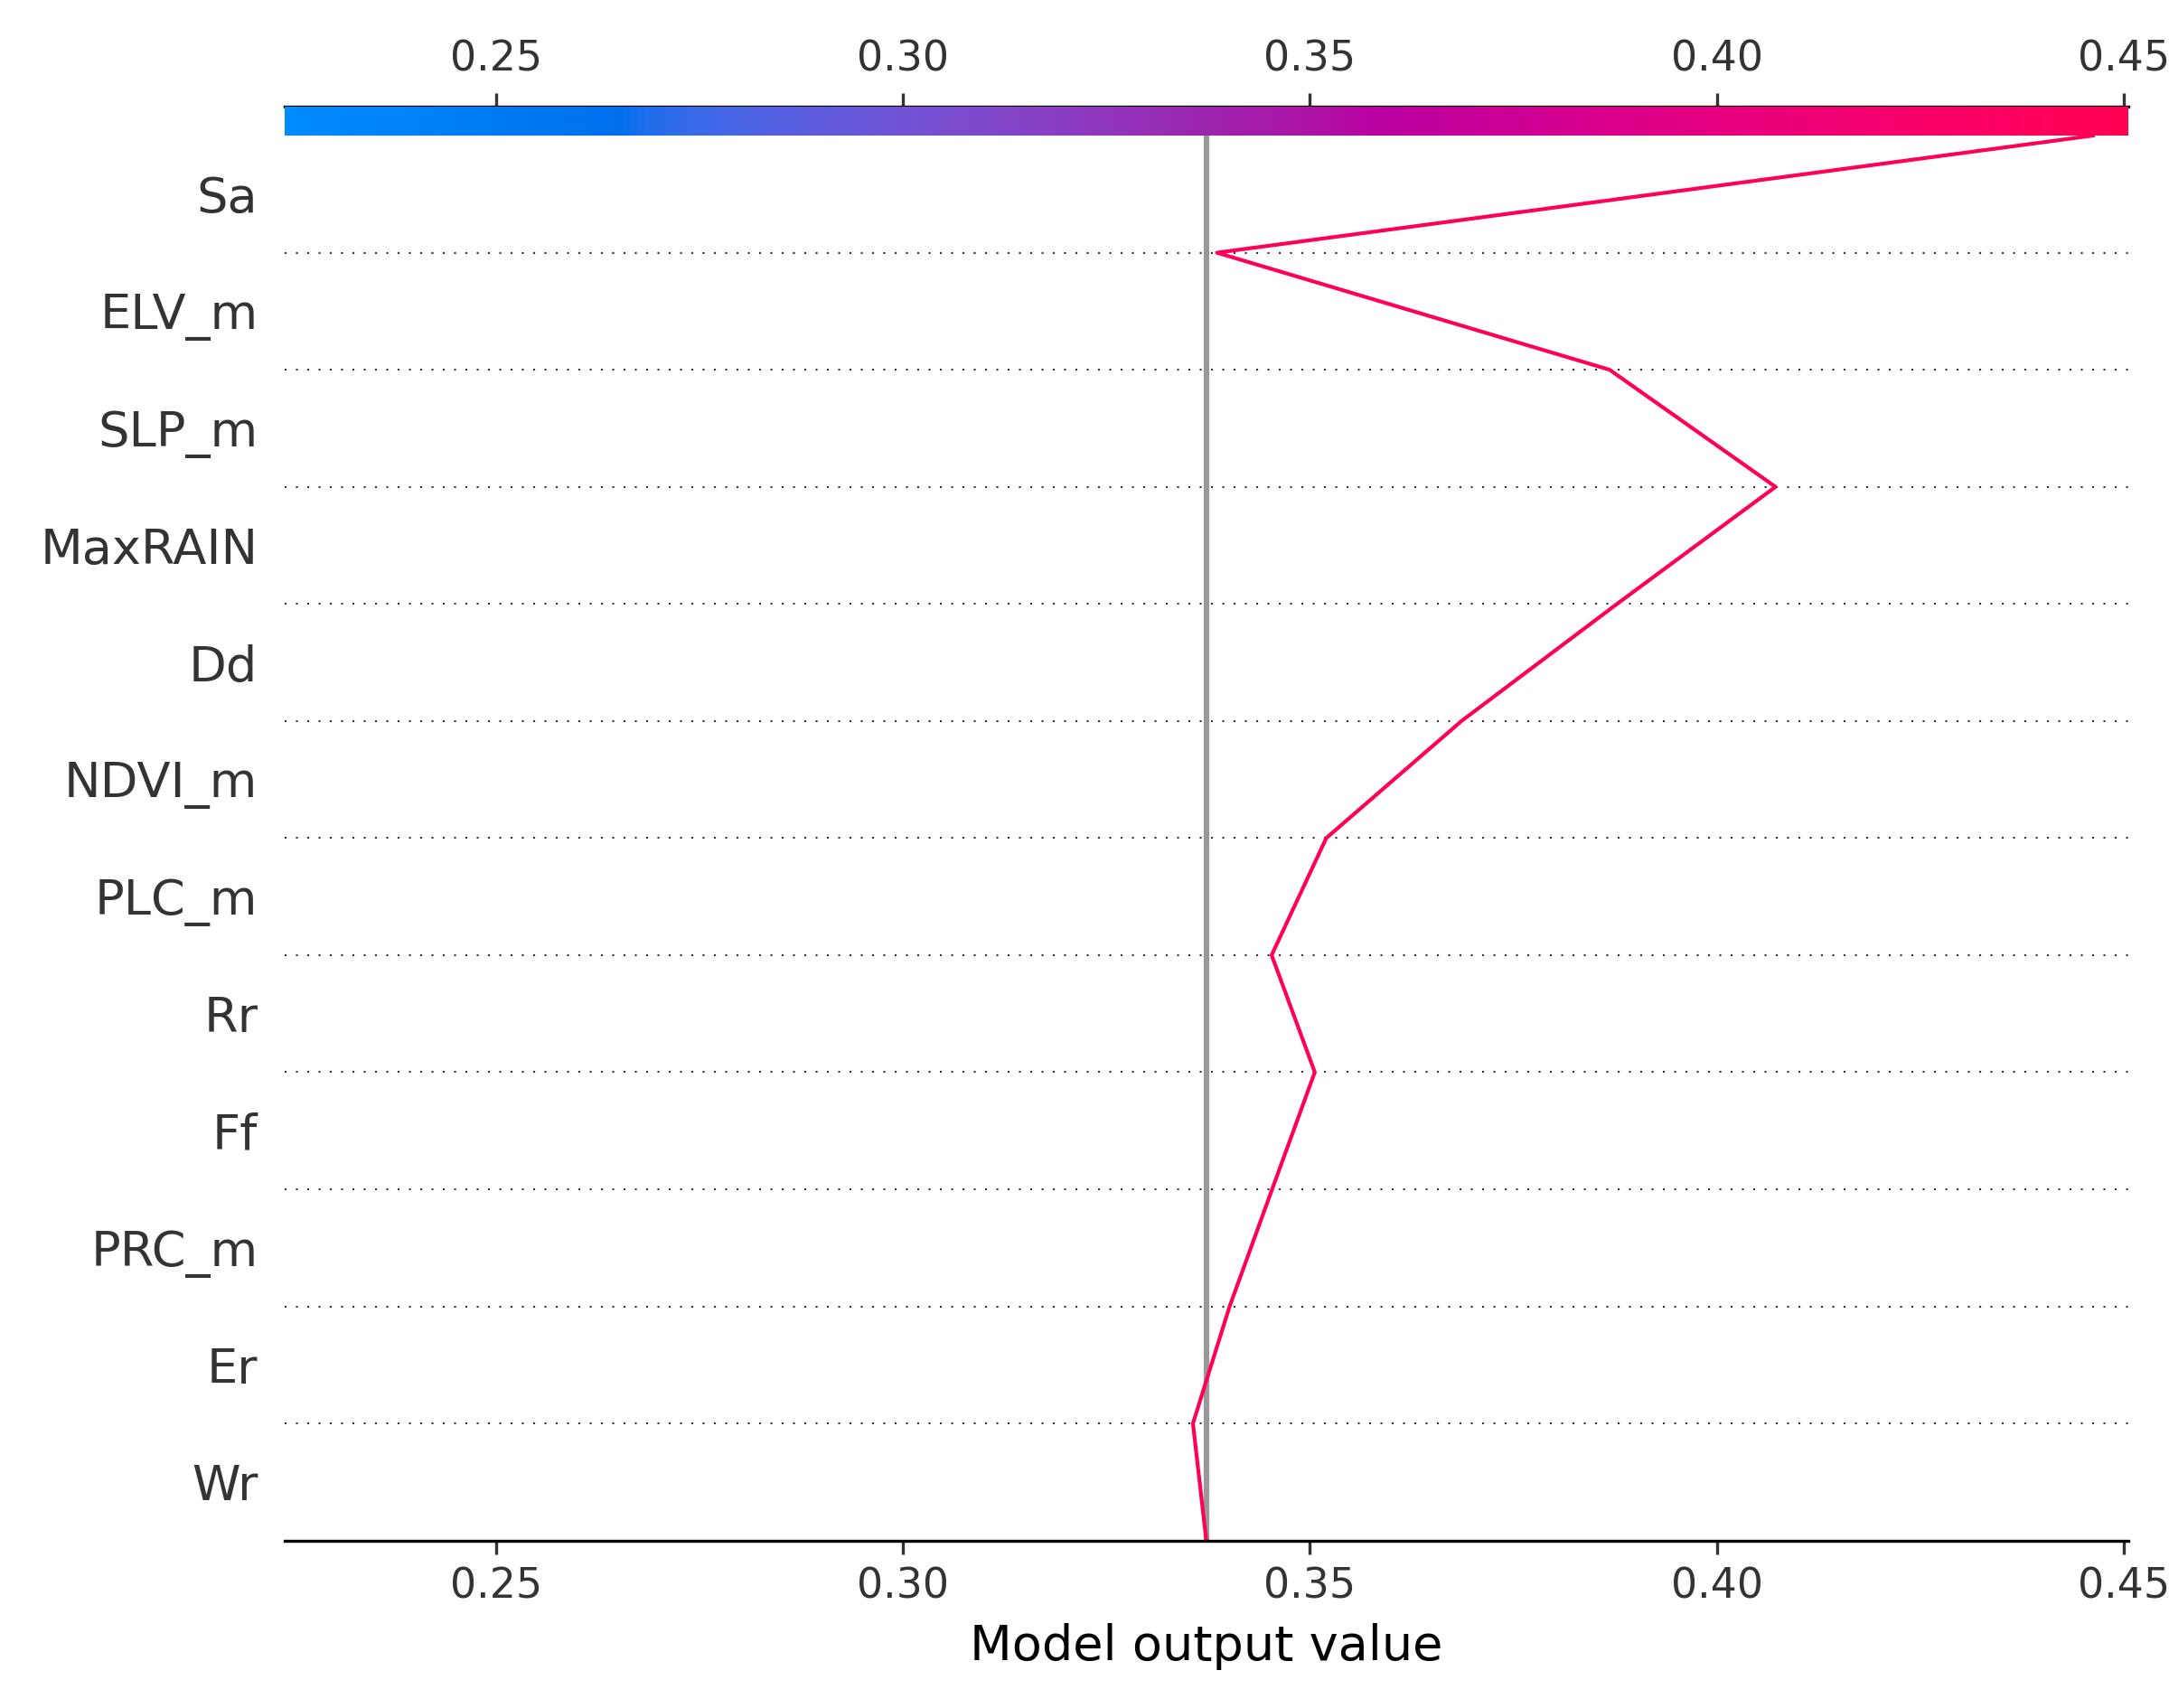 0.25 0.30 0.35 0.40 0.45
Sa
ELV_m
SLP_m
MaxRAIN
Dd
NDVI_m
PLC_m
Rr
Ff
PRC_m
Er
Wr
0.25 0.30 0.35 0.40 0.45
Model output value